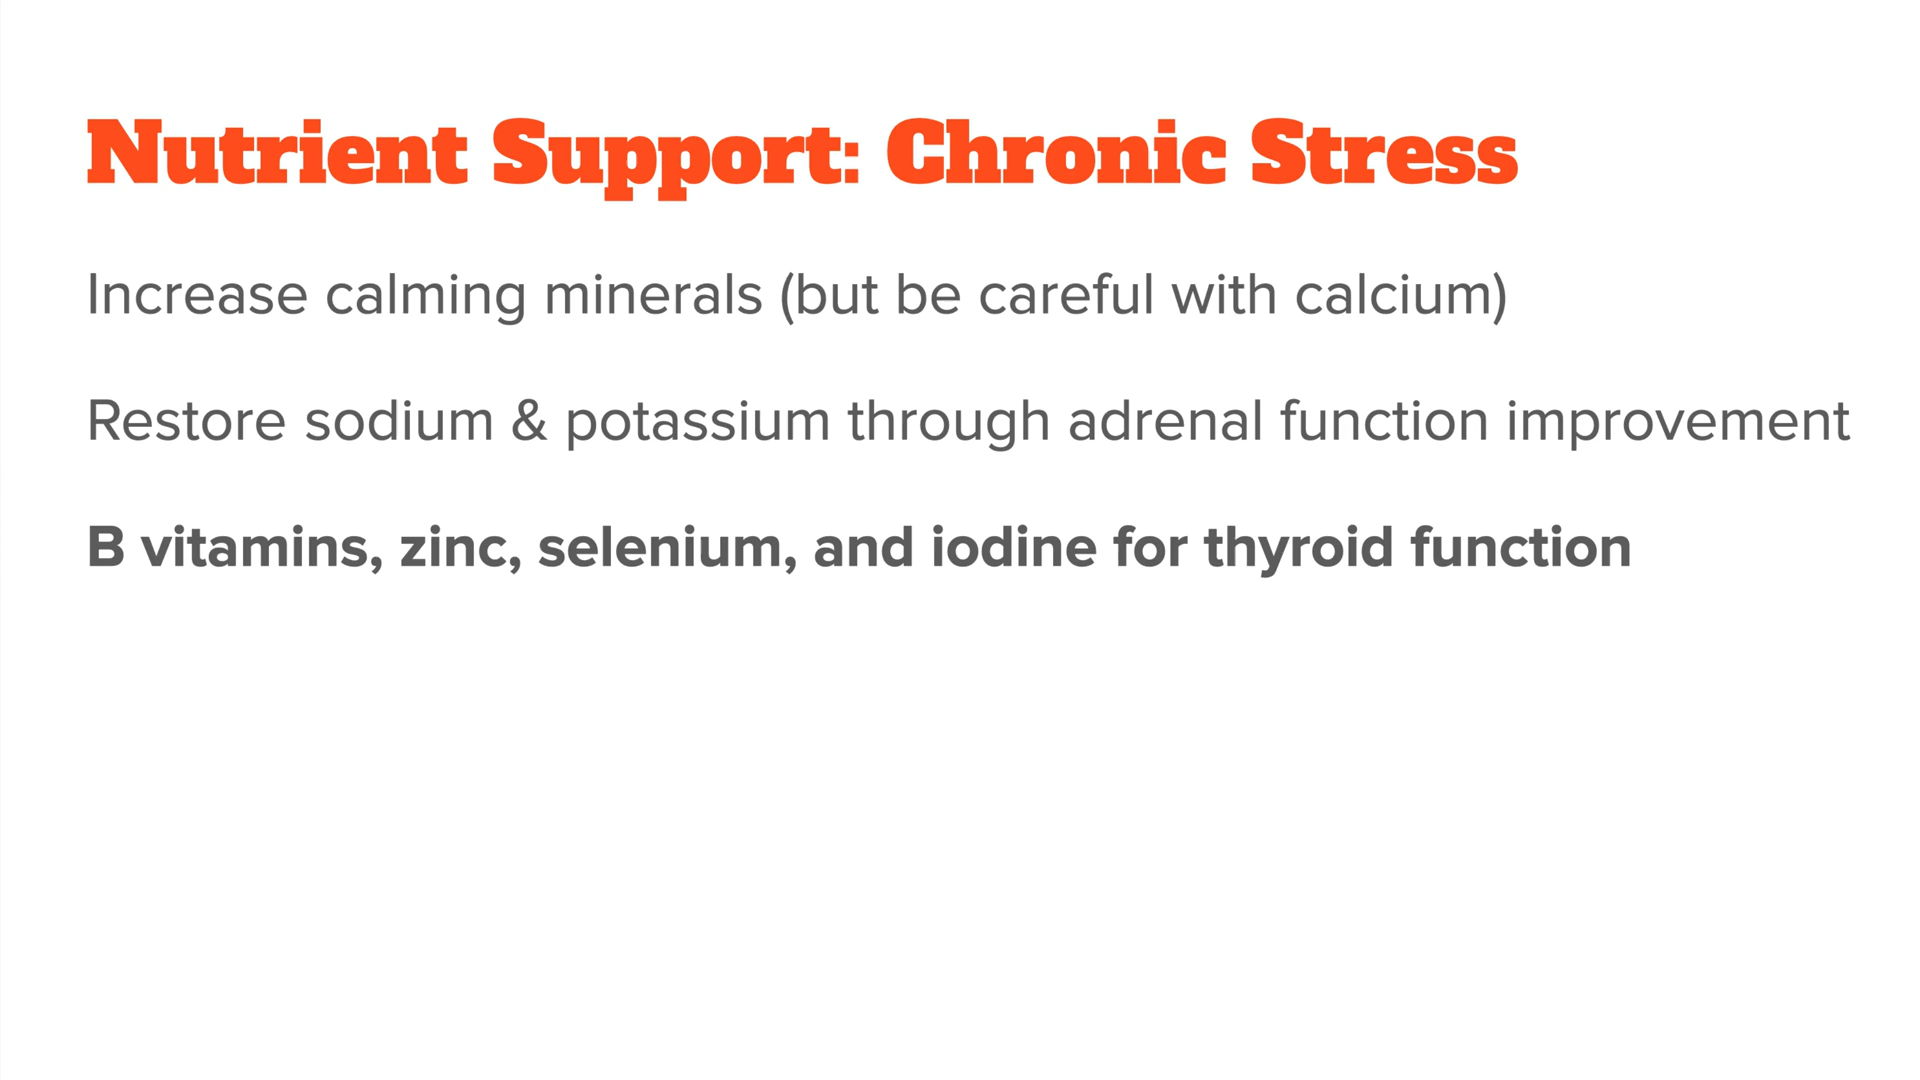 Nutrient Support: Chronic Stress
Increase calming minerals (but be careful with calcium)
Restore sodium & potassium through adrenal function improvement
B vitamins, zinc, selenium, and iodine for thyroid function